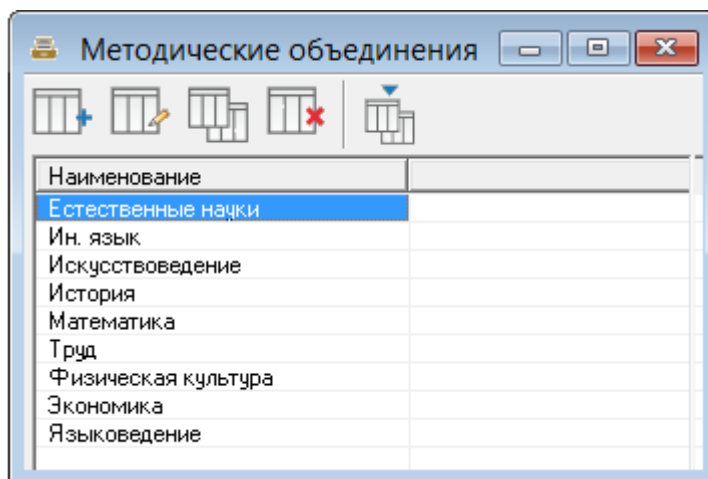 Методические объединения
Наименование
Естественные науки
Ин. язык
Искусствоведение
История
Математика
Труд
Физическая культура
Экономика
Языковедение